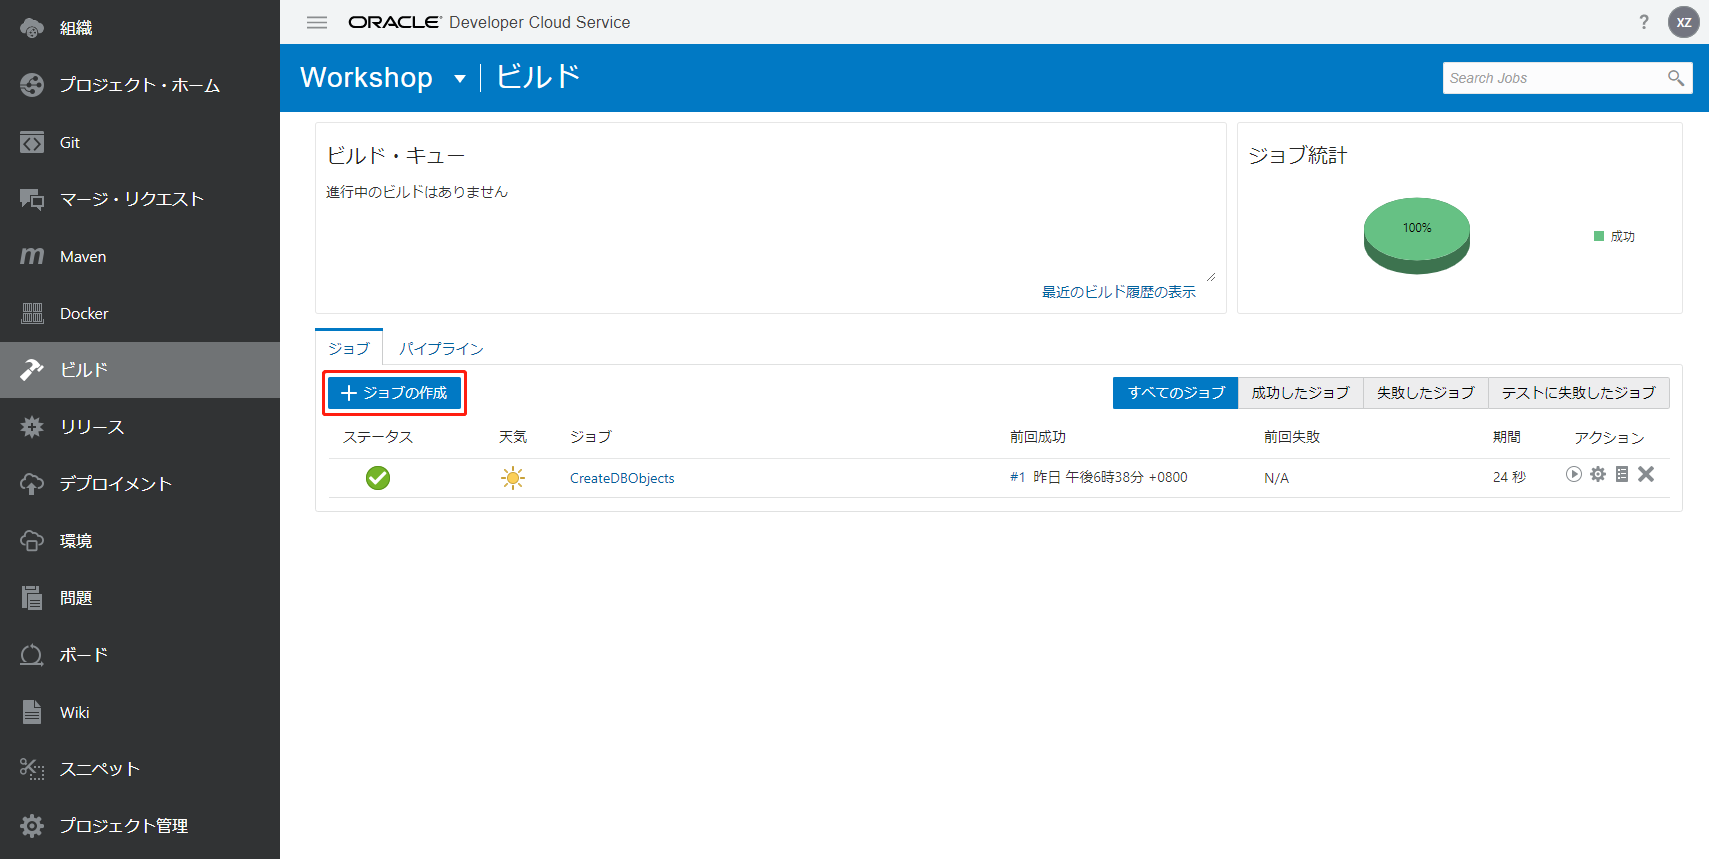 組織
プロジェクト・ホーム
Git
マージ・リクエスト
Maven
Docker
ビルド
リリース
デプロイメント
環境
問題
ボード
Wiki
スニペット
プロジェクト管理
ORACLE Developer Cloud Service
? XZ
Workshop ビルド
Search Jobs
ビルド・キュー
進行中のビルドはありません
最近のビルド履歴の表示
ジョブ統計
100%
成功
ジョブ パイプライン
ジョブの作成
すべてのジョブ 成功したジョブ 失敗したジョブ テストに失敗したジョブ
ステータス 天気 ジョブ 前回成功 前回失敗 期間 アクション
CreateDBObjects #1 昨日 午後6時38分 +0800 N/A 24 秒